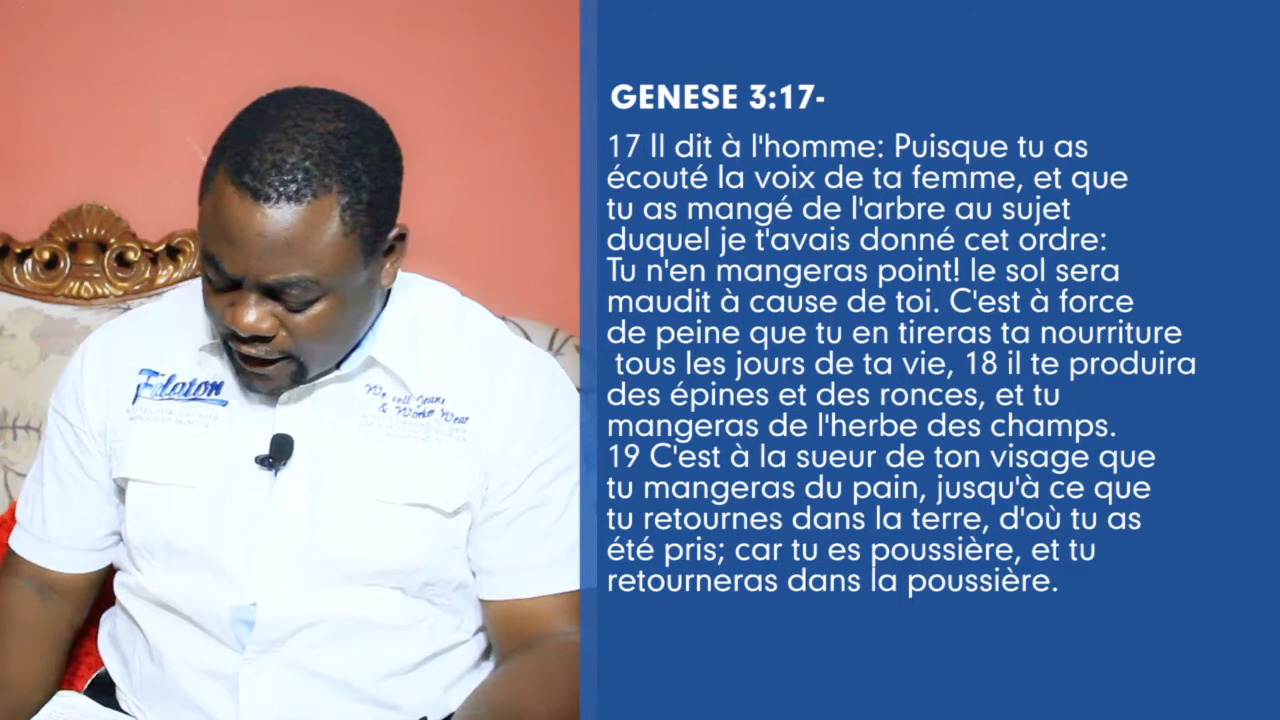 GENESE 3:17-
17 Il dit à l'homme: Puisque tu as
écouté la voix de ta femme, et que
tu as mangé de l'arbre au sujet
duquel je t'avais donné cet ordre:
Tu n'en mangeras point! le sol sera
maudit à cause de toi. C'est à force
de peine que tu en tireras ta nourriture
tous les jours de ta vie, 18 il te produira
des épines et des ronces, et tu
mangeras de l'herbe des champs.
19 C'est à la sueur de ton visage que
tu mangeras du pain, jusqu'à ce que
tu retournes dans la terre, d'où tu as
été pris; car tu es poussière, et tu
retourneras dans la poussière.
We sell Jeans
& Worker Wear